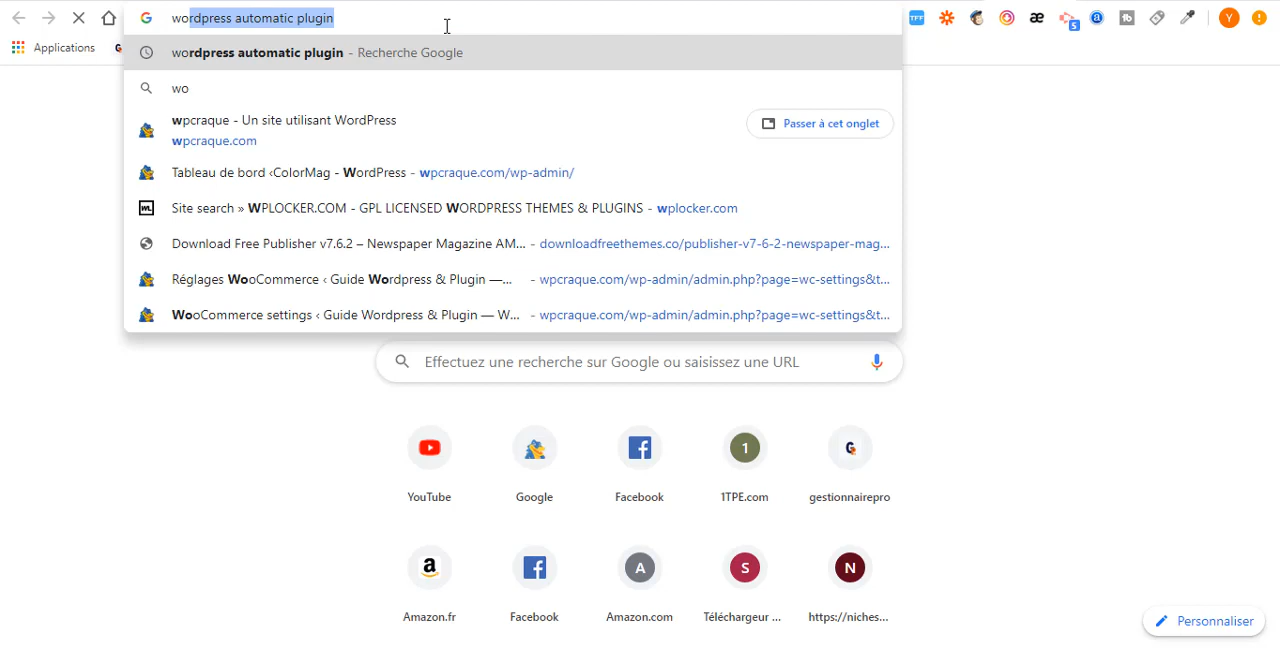 wordpress automatic plugin
TFF
æ
5
a
tb
Y
Applications
G
wordpress automatic plugin - Recherche Google
wo
wpcraque - Un site utilisant WordPress
wpcraque.com
Passer à cet onglet
Tableau de bord ‹ColorMag - WordPress - wpcraque.com/wp-admin/
WL
Site search » WPLOCKER.COM - GPL LICENSED WORDPRESS THEMES & PLUGINS - wplocker.com
Download Free Publisher v7.6.2 – Newspaper Magazine AM... - downloadfreethemes.co/publisher-v7-6-2-newspaper-mag...
Réglages WooCommerce ‹ Guide Wordpress & Plugin —... - wpcraque.com/wp-admin/admin.php?page=wc-settings&t...
WooCommerce settings ‹ Guide Wordpress & Plugin — W... - wpcraque.com/wp-admin/admin.php?page=wc-settings&t...
Effectuez une recherche sur Google ou saisissez une URL
1
G
YouTube
Google
Facebook
1TPE.com
gestionnairepro
a
A
S
N
Amazon.fr
Facebook
Amazon.com
Téléchargeur ...
https://niches...
Personnaliser